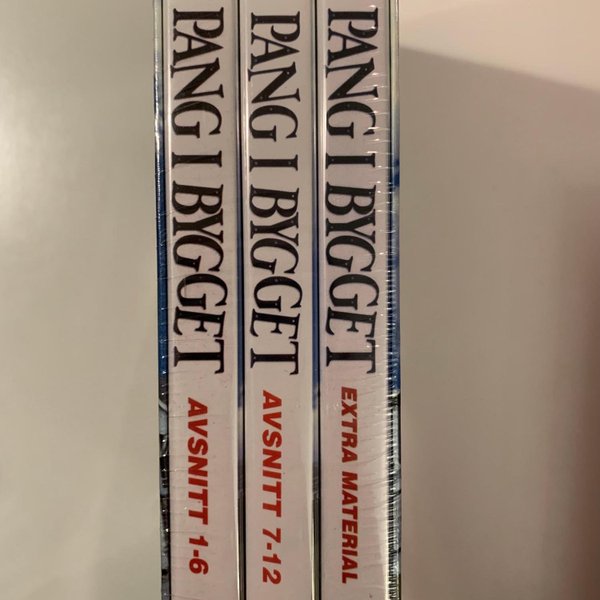 PANG I BYGGET
AVSNITT 1-6
PANG I BYGGET
AVSNITT 7-12
PANG I BYGGET
EXTRA MATERIAL